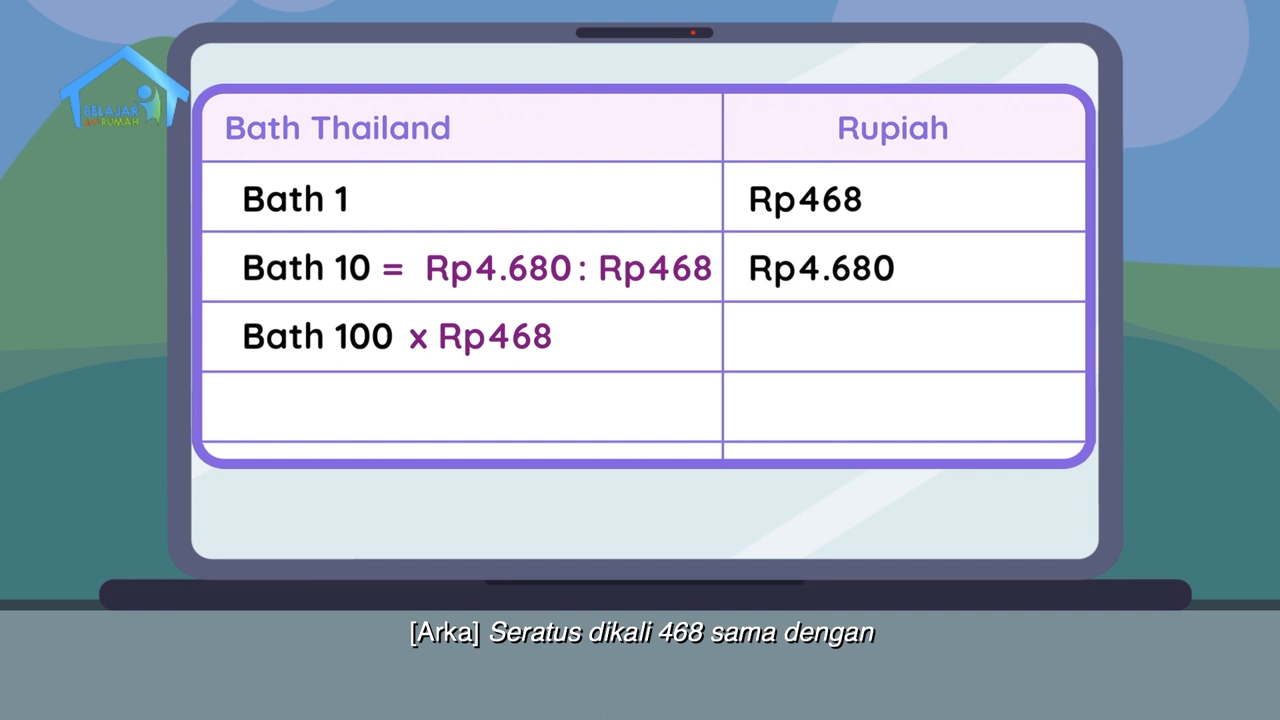 BELAJAR
DARI RUMAH
Bath Thailand
Rupiah
Bath 1
Rp468
Bath 10 = Rp4.680 : Rp468
Rp4.680
Bath 100 x Rp468
[Arka] Seratus dikali 468 sama dengan